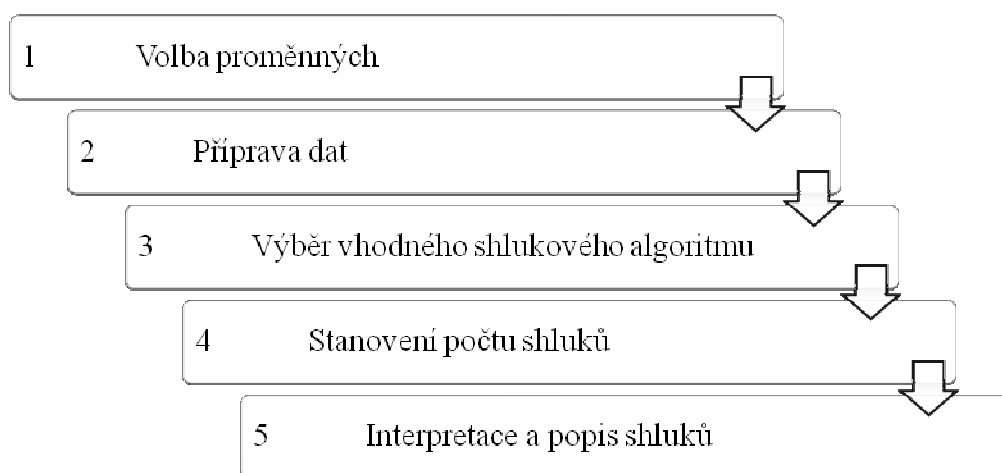 1 Volba proměnných
2 Příprava dat
3 Výběr vhodného shlukového algoritmu
4 Stanovení počtu shluků
5 Interpretace a popis shluků